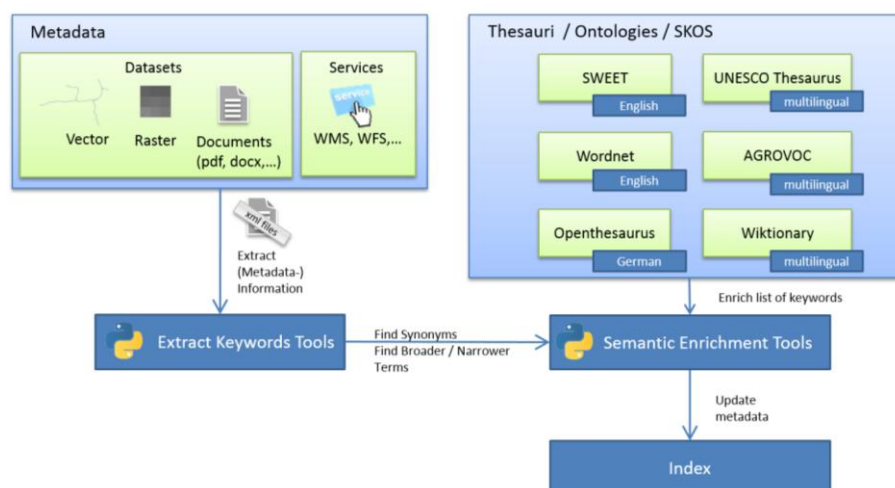 Metadata
Datasets
Vector
Raster
Documents
(pdf, docx,...)
Services
service
WMS, WFS,...
Thesauri / Ontologies / SKOS
SWEET
English
UNESCO Thesaurus
multilingual
Wordnet
English
AGROVOC
multilingual
Openthesaurus
German
Wiktionary
multilingual
xml files
Extract
(Metadata-)
Information
Enrich list of keywords
Extract Keywords Tools
Find Synonyms
Find Broader / Narrower
Terms
Semantic Enrichment Tools
Update
metadata
Index